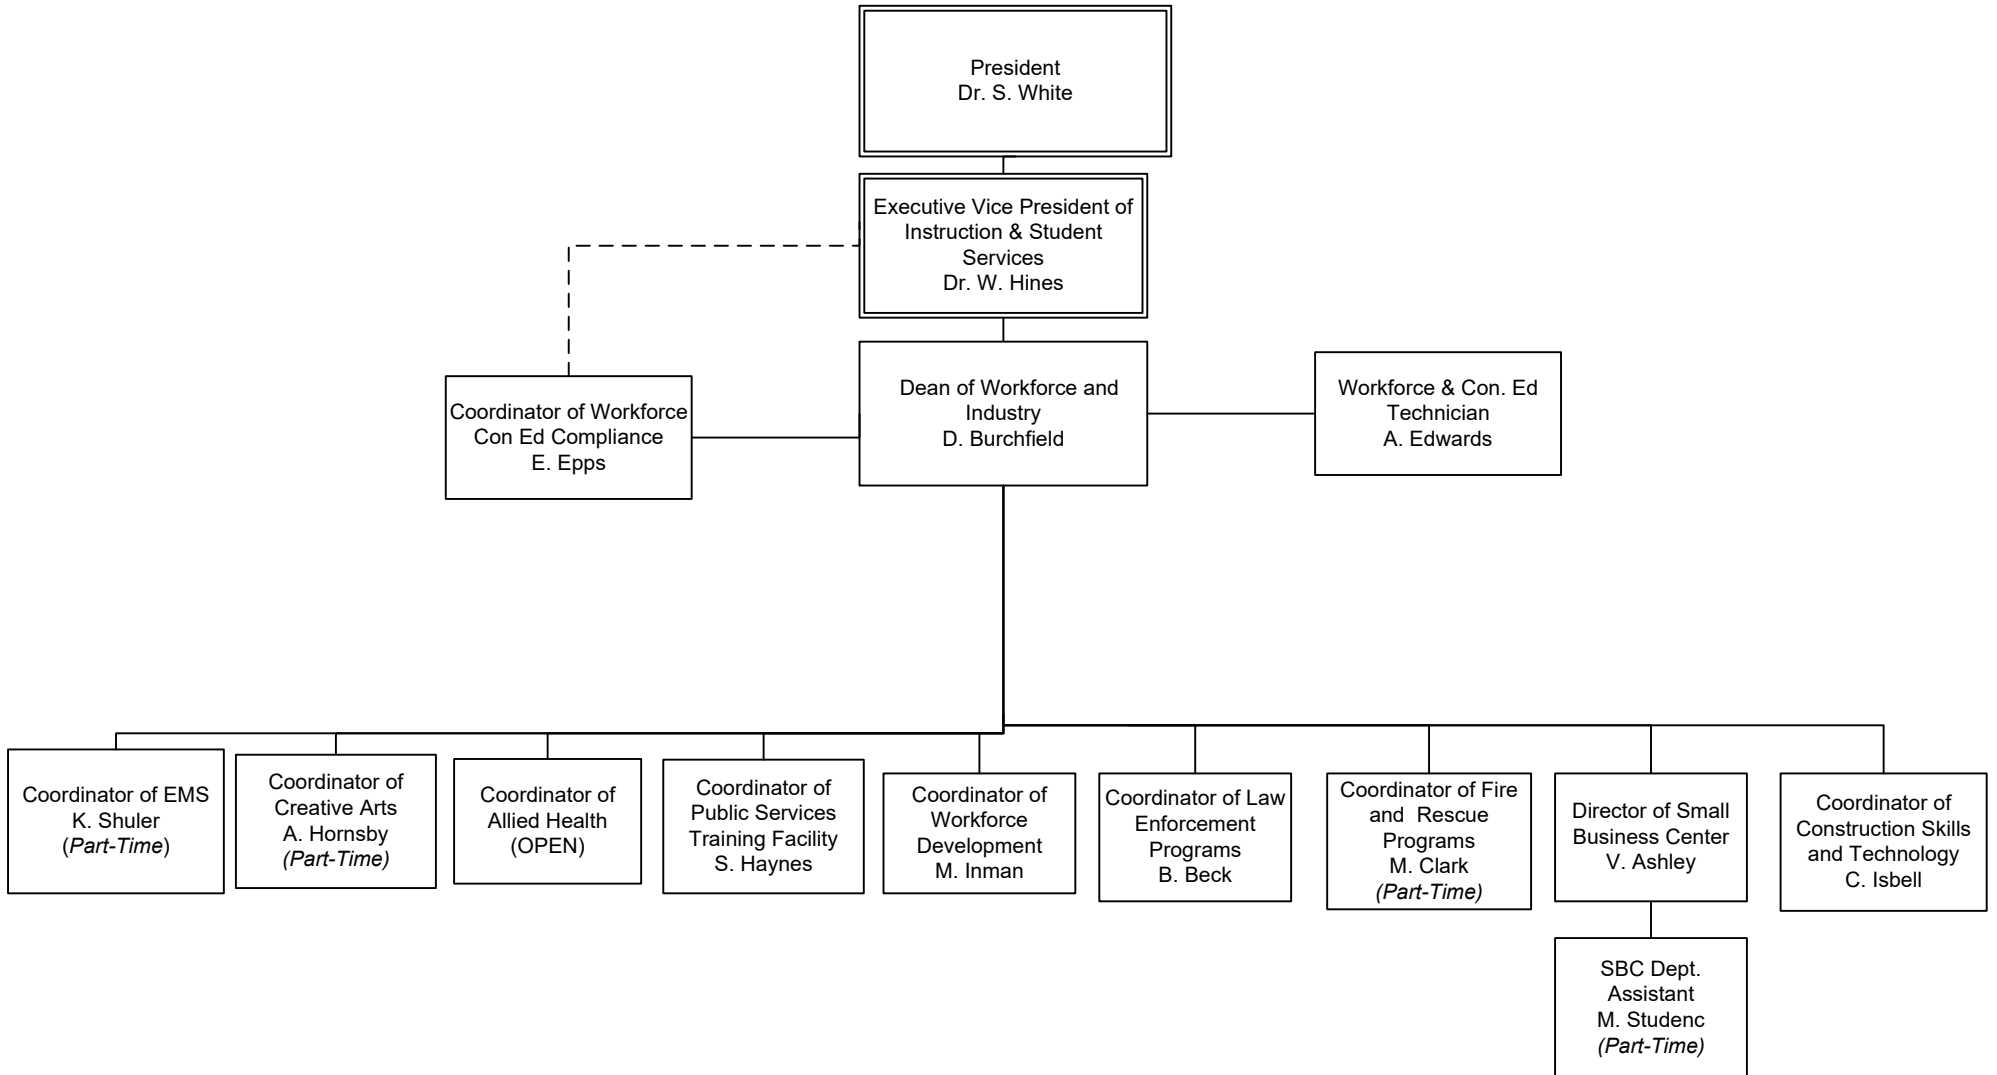 President
Dr. S. White
Executive Vice President of
Instruction & Student
Services
Dr. W. Hines
Coordinator of Workforce
Con Ed Compliance
E. Epps
Dean of Workforce and
Industry
D. Burchfield
Workforce & Con. Ed
Technician
A. Edwards
Coordinator of EMS
K. Shuler
(Part-Time)
Coordinator of
Creative Arts
A. Hornsby
(Part-Time)
Coordinator of
Allied Health
(OPEN)
Coordinator of
Public Services
Training Facility
S. Haynes
Coordinator of
Workforce
Development
M. Inman
Coordinator of Law
Enforcement
Programs
B. Beck
Coordinator of Fire
and Rescue
Programs
M. Clark
(Part-Time)
Director of Small
Business Center
V. Ashley
Coordinator of
Construction Skills
and Technology
C. Isbell
SBC Dept.
Assistant
M. Studenc
(Part-Time)